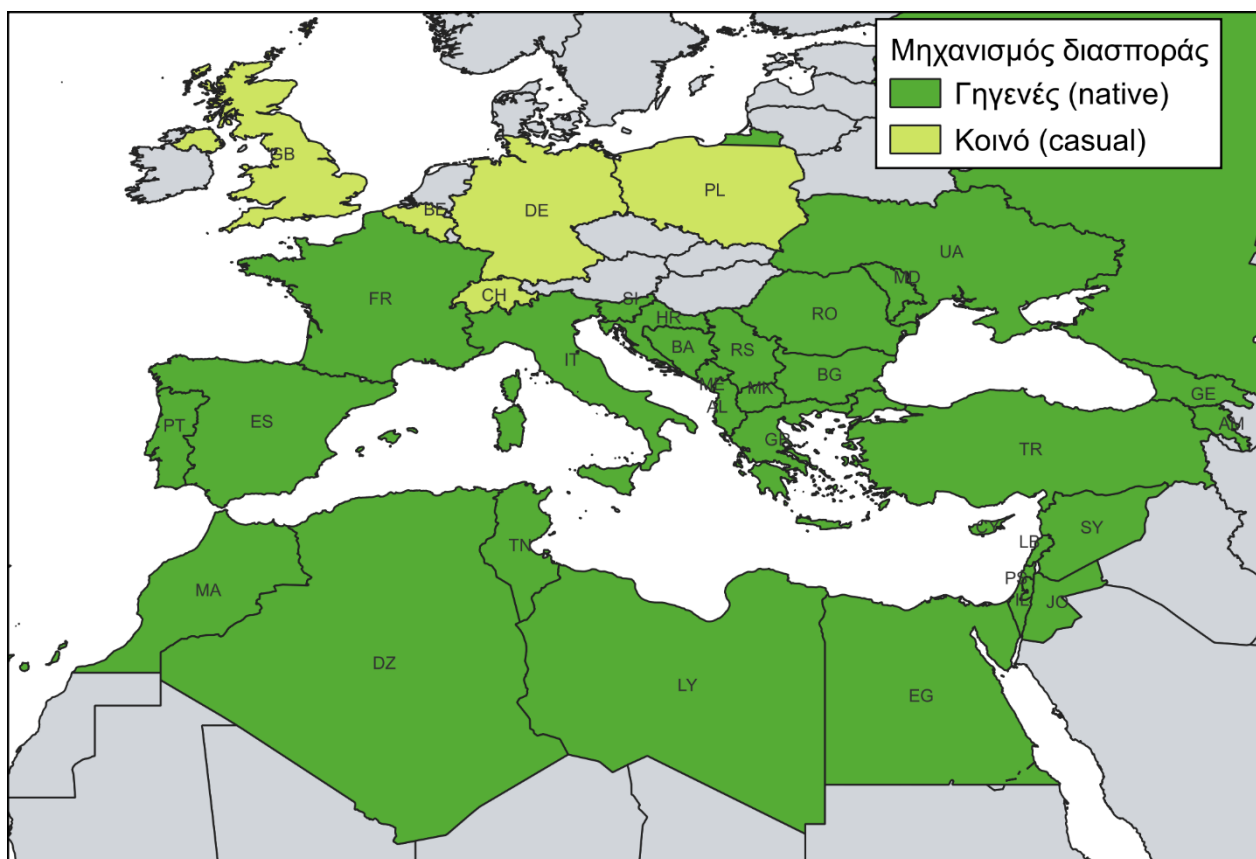 Μηχανισμός διασποράς
Γηγενές (native)
Κοινό (casual)
GB
BE
DE
PL
UA
MD
CH
FR
SI
HR
RO
BA
RS
IT
BG
ME
MK
AL
GE
AM
PT
ES
GR
TR
CY
SY
LB
TN
PS
IL
JO
MA
DZ
LY
EG